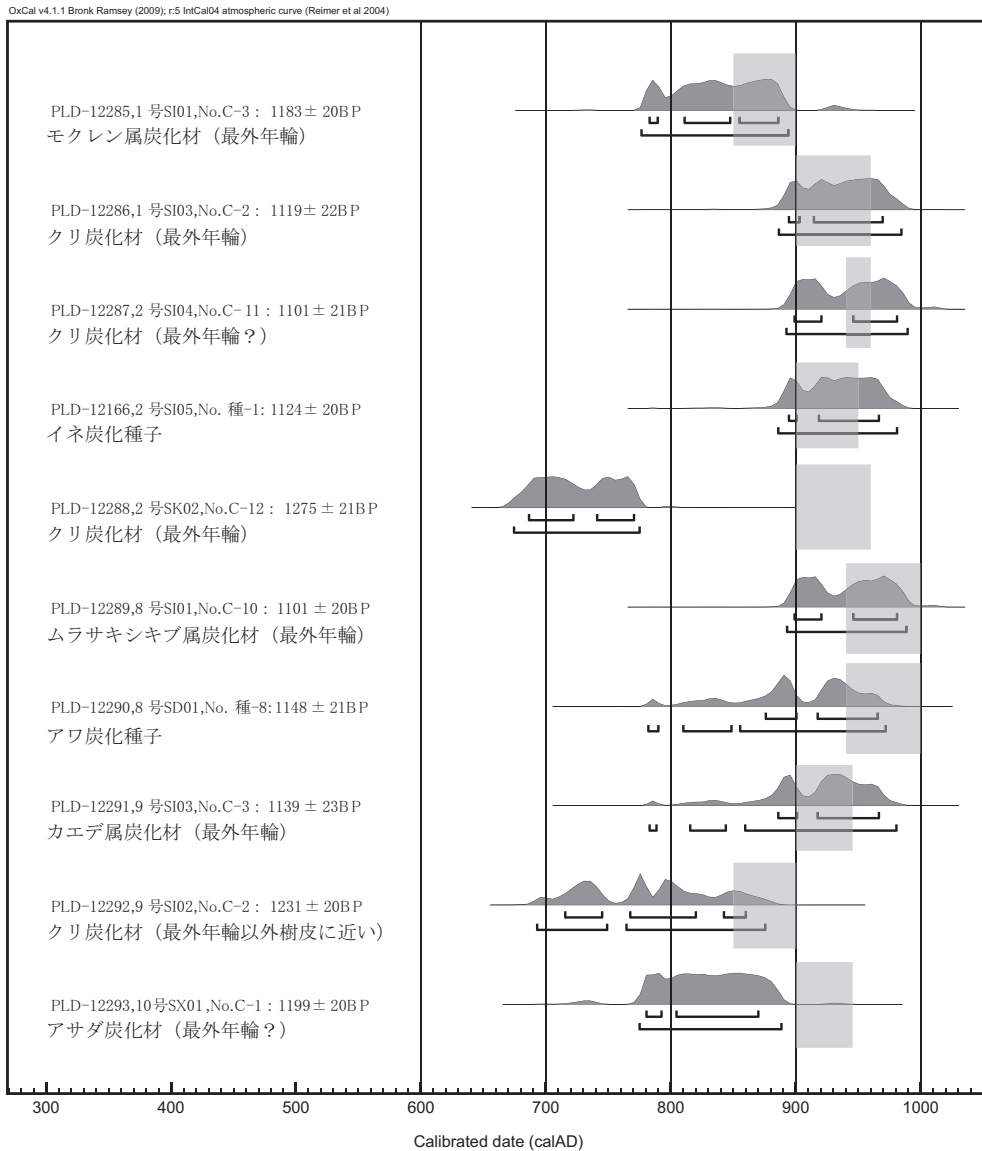 OxCal v4.1.1 Bronk Ramsey (2009); r:5 IntCal04 atmospheric curve (Reimer et al 2004)
PLD-12285,1 号SI01,No.C-3 : 1183± 20BP
モクレン属炭化材（最外年輪）
PLD-12286,1 号SI03,No.C-2 : 1119± 22BP
クリ炭化材（最外年輪）
PLD-12287,2 号SI04,No.C-11 : 1101± 21BP
クリ炭化材（最外年輪？）
PLD-12166,2 号SI05,No. 種-1: 1124± 20BP
イネ炭化種子
PLD-12288,2 号SK02,No.C-12 : 1275 ± 21BP
クリ炭化材（最外年輪）
PLD-12289,8 号SI01,No.C-10 : 1101 ± 20BP
ムラサキシキブ属炭化材（最外年輪）
PLD-12290,8 号SD01,No. 種-8:1148 ± 21BP
アワ炭化種子
PLD-12291,9 号SI03,No.C-3 : 1139± 23BP
カエデ属炭化材（最外年輪）
PLD-12292,9 号SI02,No.C-2 : 1231 ± 20BP
クリ炭化材（最外年輪以外樹皮に近い）
PLD-12293,10号SX01,No.C-1 : 1199± 20BP
アサダ炭化材（最外年輪？）
300 400 500 600 700 800 900 1000
Calibrated date (calAD)